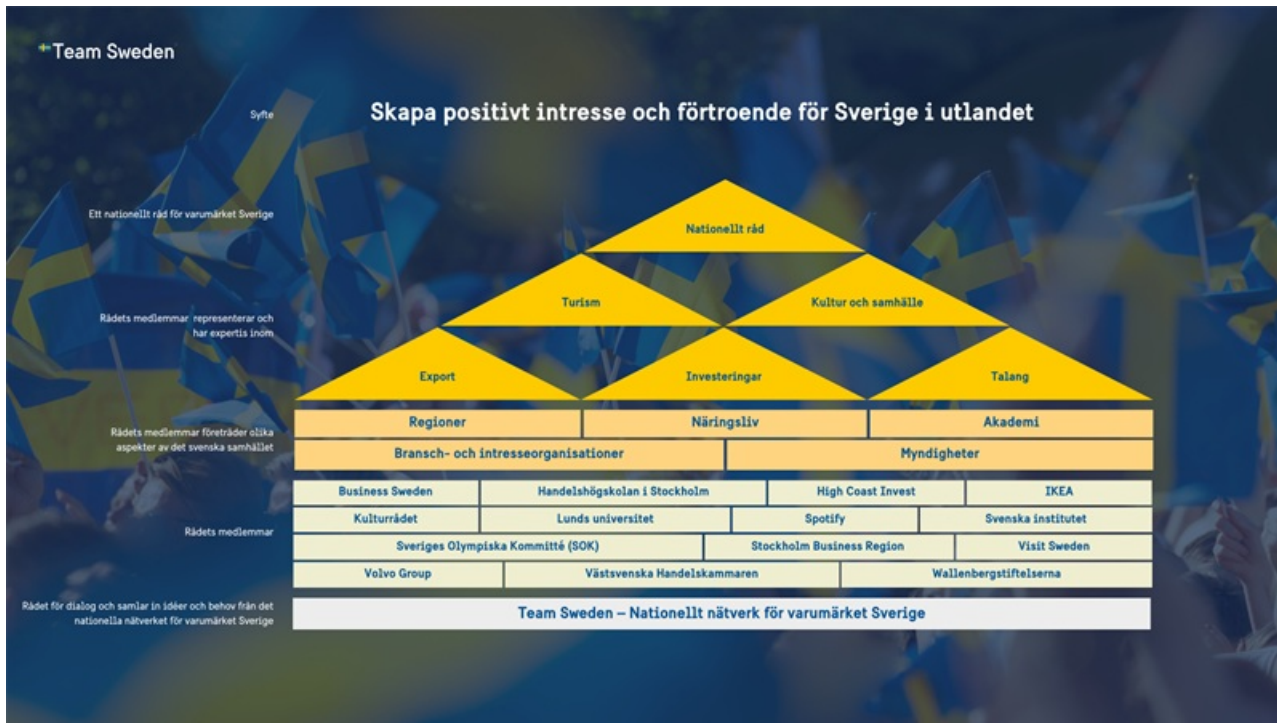 Team Sweden
Syfte
Skapa positivt intresse och förtroende för Sverige i utlandet
Ett nationellt råd för varumärket Sverige
Nationellt råd
Turism
Kultur och samhälle
Rådets medlemmar representerar och
har expertis inom
Export
Investeringar
Talang
Rådets medlemmar företräder olika
aspekter av det svenska samhället
Regioner
Näringsliv
Akademi
Bransch- och intresseorganisationer
Myndigheter
Rådets medlemmar
Business Sweden
Handelshögskolan i Stockholm
High Coast Invest
IKEA
Kulturrådet
Lunds universitet
Spotify
Svenska institutet
Sveriges Olympiska Kommitté (SOK)
Stockholm Business Region
Visit Sweden
Volvo Group
Västsvenska Handelskammaren
Wallenbergstiftelserna
Rådet för dialog och samlar in idéer och behov från det
nationella nätverket för varumärket Sverige
Team Sweden – Nationellt nätverk för varumärket Sverige